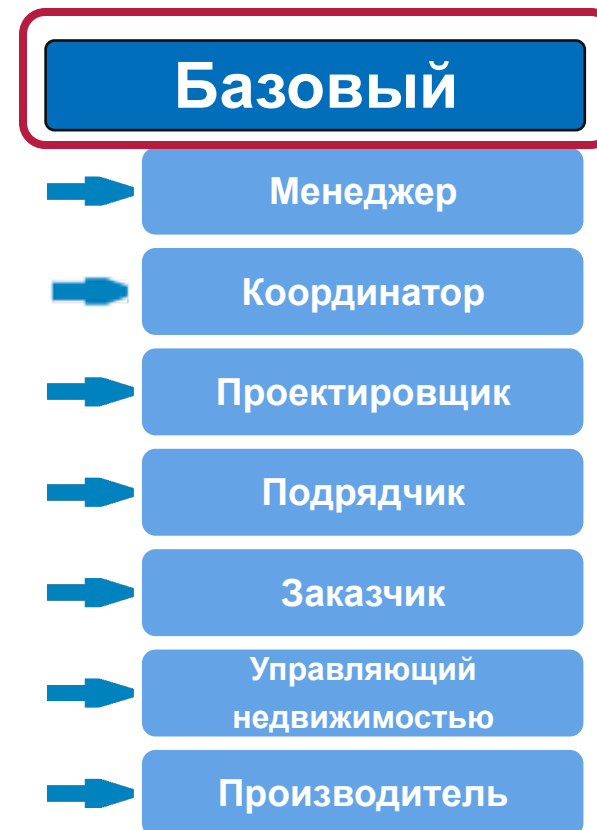 Базовый
Менеджер
Координатор
Проектировщик
Подрядчик
Заказчик
Управляющий
недвижимостью
Производитель